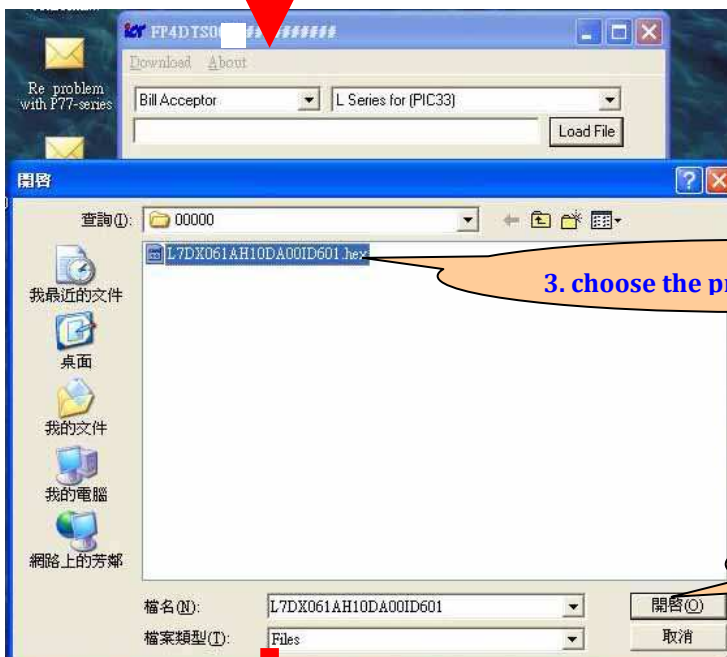 Re problem
with P77-series
ict FP4DTS0
Download About
Bill Acceptor
L Series for (PIC33)
Load File
開啓
查詢(I):
00000
L7DX061AH10DA00ID601.hex
3. choose the pr
我最近的文件
桌面
我的文件
我的電腦
網路上的芳鄰
檔名(N):
L7DX061AH10DA00ID601
開啓(O)
檔案類型(T):
Files
取消